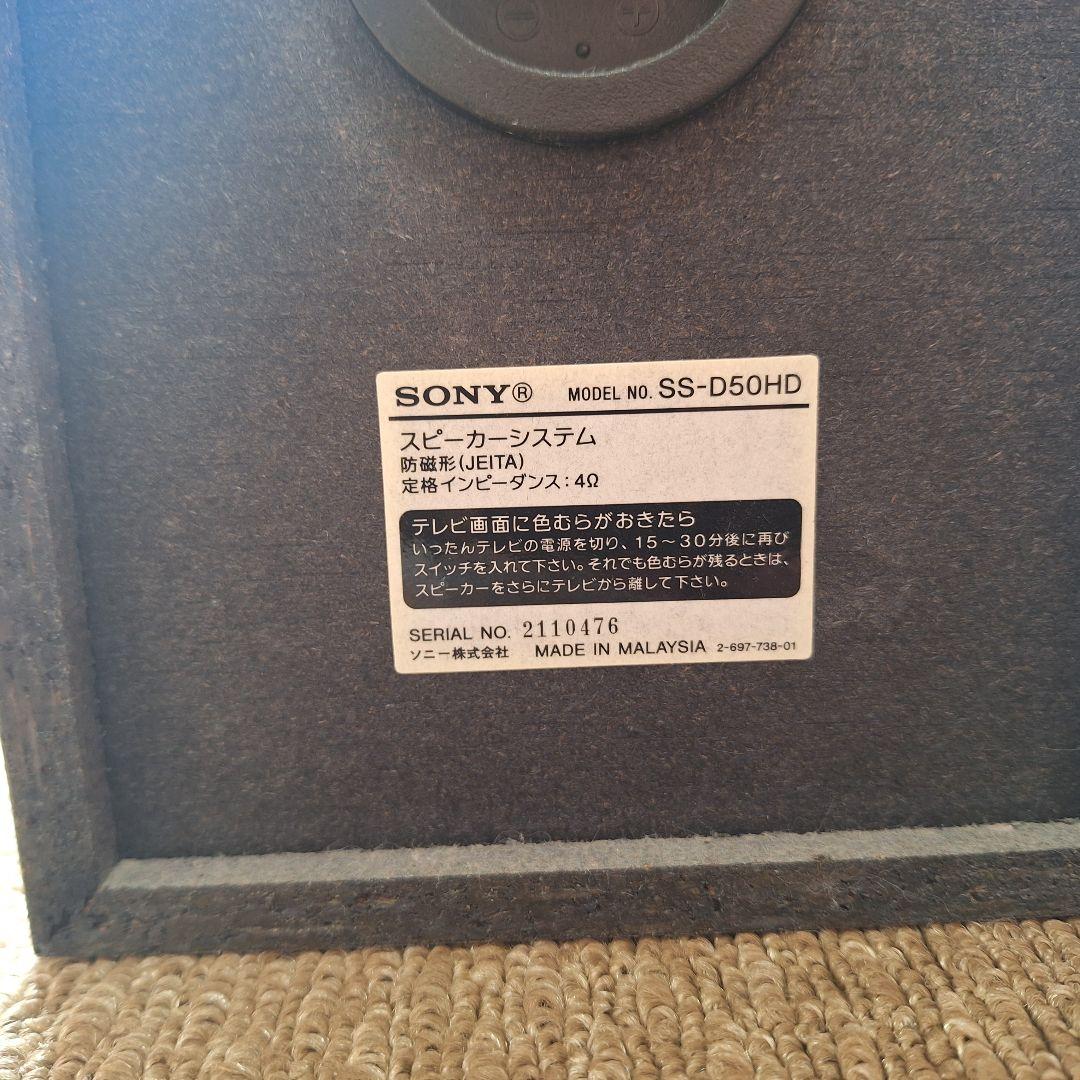 − +
SONY® MODEL NO. SS-D50HD
スピーカーシステム
防磁形(JEITA)
定格インピーダンス:4Ω
テレビ画面に色むらがおきたら
いったんテレビの電源を切り、15～30分後に再び
スイッチを入れて下さい。それでも色むらが残るときは、
スピーカーをさらにテレビから離して下さい。
SERIAL NO. 2110476
ソニー株式会社 MADE IN MALAYSIA 2-697-738-01